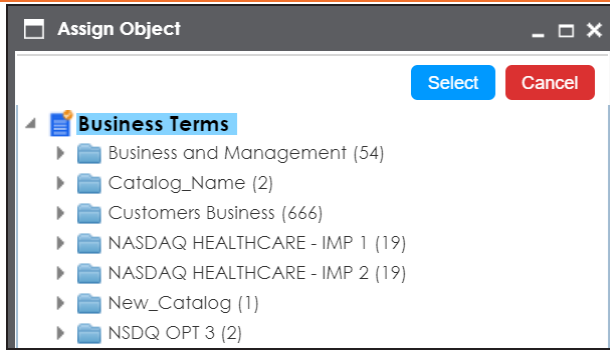 Assign Object
Select Cancel
Business Terms
Business and Management (54)
Catalog_Name (2)
Customers Business (666)
NASDAQ HEALTHCARE - IMP 1 (19)
NASDAQ HEALTHCARE - IMP 2 (19)
New_Catalog (1)
NSDQ OPT 3 (2)